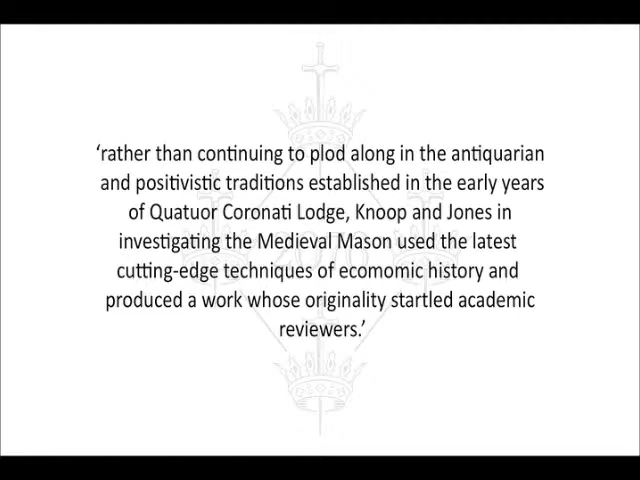 ‘rather than continuing to plod along in the antiquarian
and positivistic traditions established in the early years
of Quatuor Coronati Lodge, Knoop and Jones in
investigating the Medieval Mason used the latest
cutting-edge techniques of ecomomic history and
produced a work whose originality startled academic
reviewers.’
2076